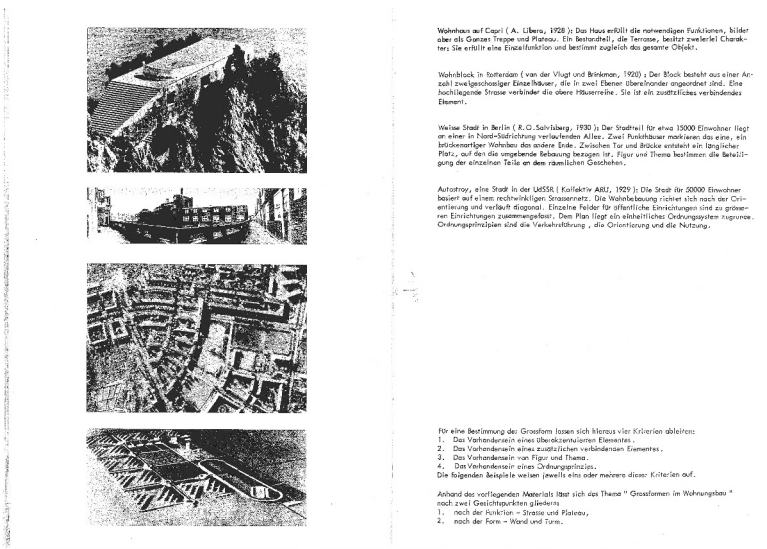 Wohnhaus auf Capri ( A. Libera, 1928 ): Das Haus erfüllt die notwendigen Funktionen, bildet
aber als Ganzes Treppe und Plateau. Ein Bestandteil, die Terrasse, besitzt zweierlei Charak-
ter: Sie erfüllt eine Einzelfunktion und bestimmt zugleich das gesamte Objekt.
Wohnblock in Rotterdam ( van der Vlugt und Brinkman, 1920) : Der Block besteht aus einer An-
zahl zweigeschossiger Einzelhäuser, die in zwei Ebenen übereinander angeordnet sind. Eine
hochliegende Strasse verbindet die obere Häuserreihe. Sie ist ein zusätzliches verbindendes
Element.
Weisse Stadt in Berlin ( R.O.Salvisberg, 1930 ): Der Stadtteil für etwa 15000 Einwohner liegt
an einer in Nord-Südrichtung verlaufenden Allee. Zwei Punkthäuser markieren das eine, ein
brückenartiger Wohnbau das andere Ende. Zwischen Tor und Brücke entsteht ein länglicher
Platz, auf den die umgebende Bebauung bezogen ist. Figur und Thema bestimmen die Beteili-
gung der einzelnen Teile an dem räumlichen Geschehen.
Autostroy, eine Stadt in der UdSSR ( Kollektiv ARU, 1929 ): Die Stadt für 50000 Einwohner
basiert auf einem rechtwinkligen Strassennetz. Die Wohnbebauung richtet sich nach der Ori-
entierung und verläuft diagonal. Einzelne Felder für öffentliche Einrichtungen sind zu grösse-
ren Einrichtungen zusammengefasst. Dem Plan liegt ein einheitliches Ordnungssystem zugrunde.
Ordnungsprinzipien sind die Verkehrsführung , die Orientierung und die Nutzung.
Für eine Bestimmung der Grossform lassen sich hieraus vier Kriterien ableiten:
1. Das Vorhandensein eines überakzentuierten Elementes.
2. Das Vorhandensein eines zusätzlichen verbindenden Elementes.
3. Das Vorhandensein von Figur und Thema.
4. Das Vorhandensein eines Ordnungsprinzips.
Die folgenden Beispiele weisen jeweils eins oder mehrere dieser Kriterien auf.
Anhand des vorliegenden Materials lässt sich das Thema " Grossformen im Wohnungsbau "
nach zwei Gesichtspunkten gliedern:
1. nach der Funktion - Strasse und Plateau,
2. nach der Form - Wand und Turm.